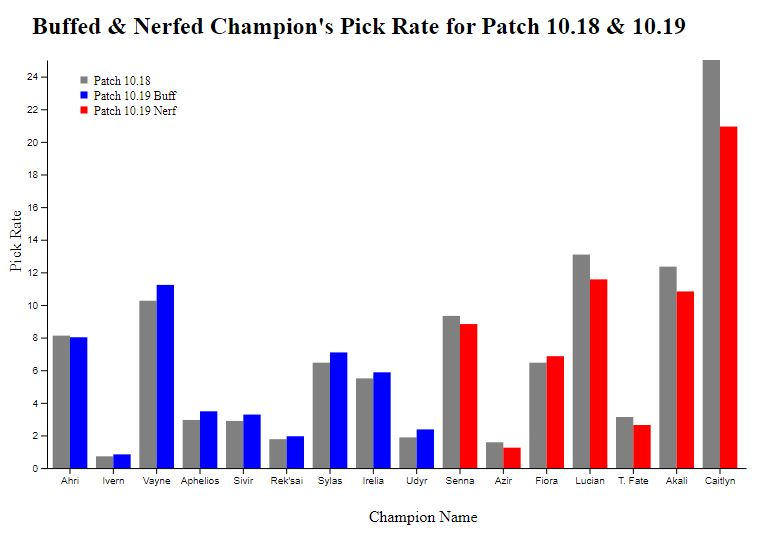 Buffed & Nerfed Champion's Pick Rate for Patch 10.18 & 10.19
Patch 10.18
Patch 10.19 Buff
Patch 10.19 Nerf
Pick Rate
24
22
20
18
16
14
12
10
8
6
4
2
0
Ahri Ivern Vayne Aphelios Sivir Rek'sai Sylas Irelia Udyr Senna Azir Fiora Lucian T. Fate Akali Caitlyn
Champion Name